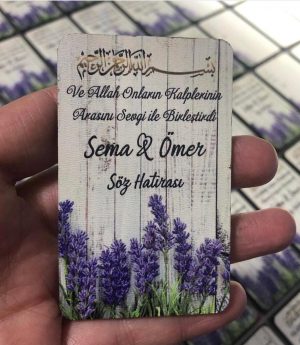 بسم الله الرحمن الرحيم
Ve Allah Onların Kalplerinin
Arasını Sevgi ile Birleştirdi
Sema & Ömer
Söz Hatırası